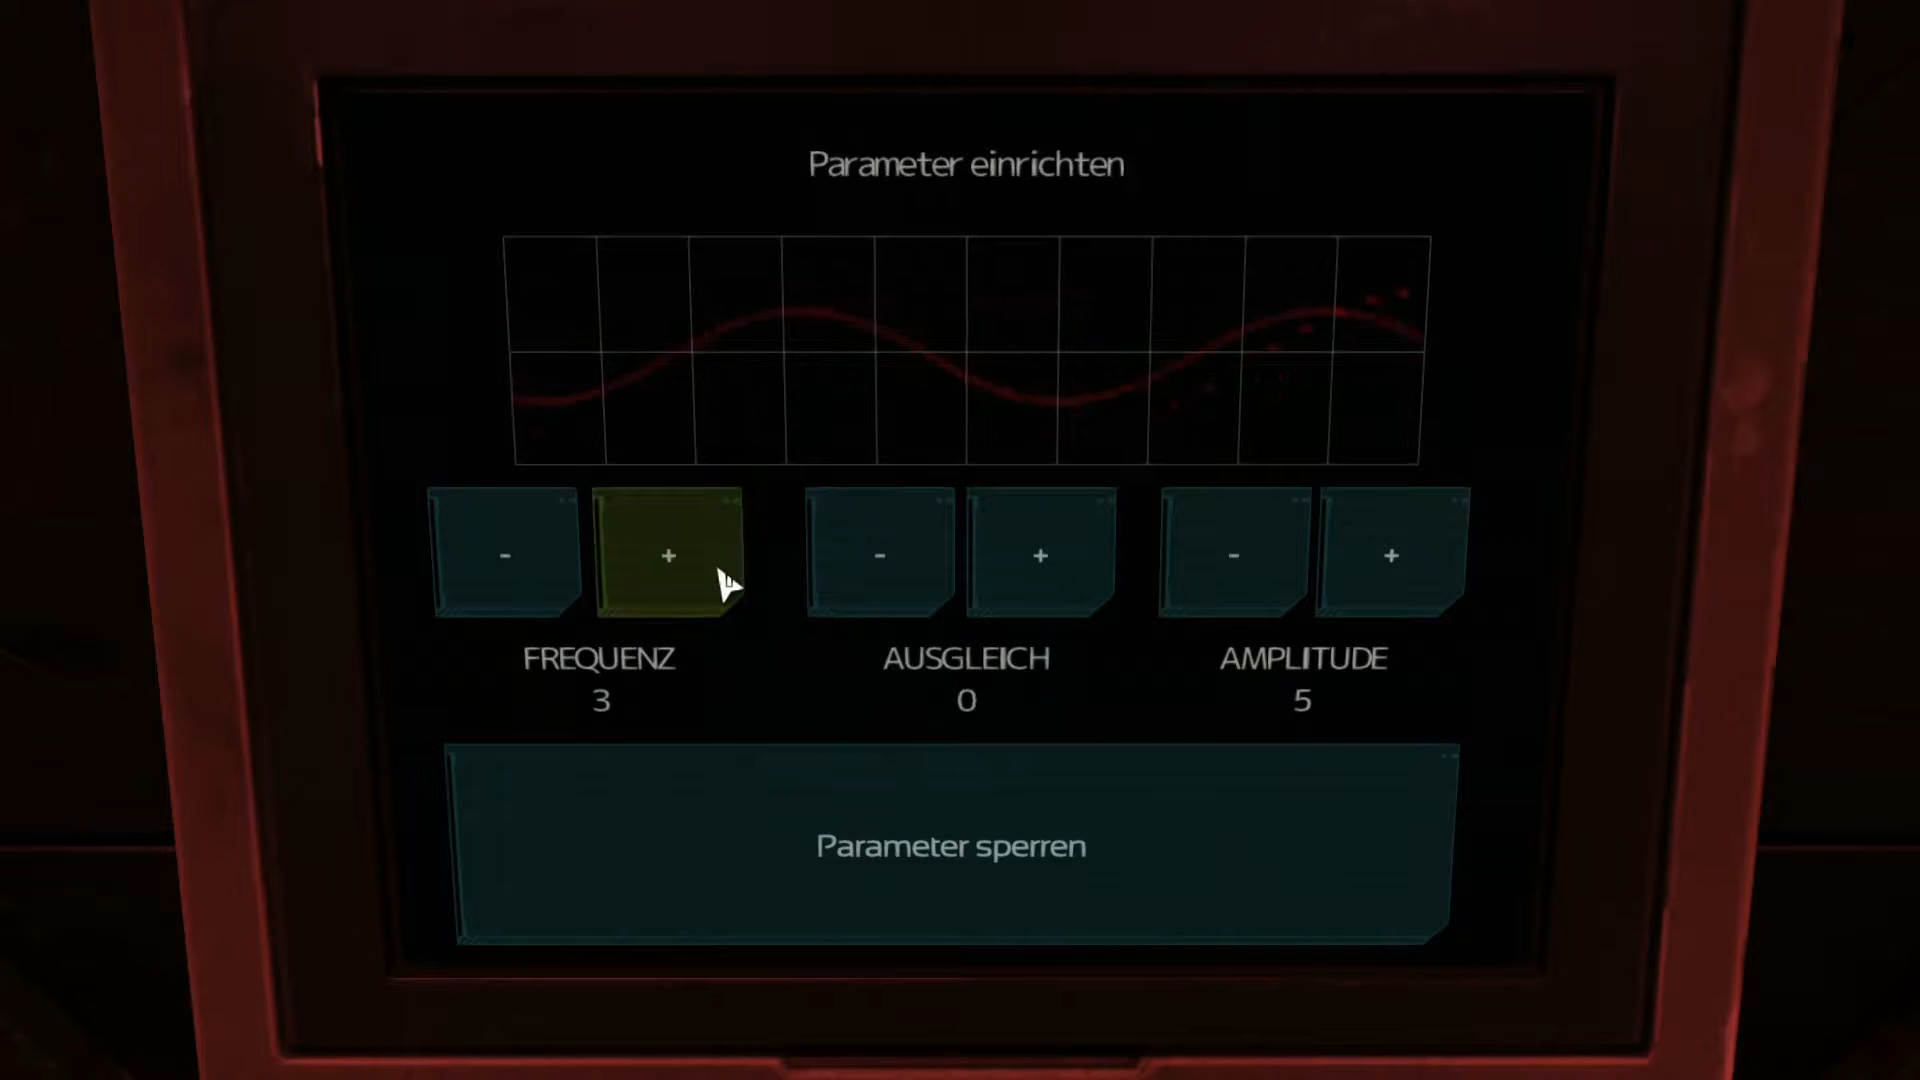 Parameter einrichten
- + - + - +
FREQUENZ AUSGLEICH AMPLITUDE
3 0 5
Parameter sperren